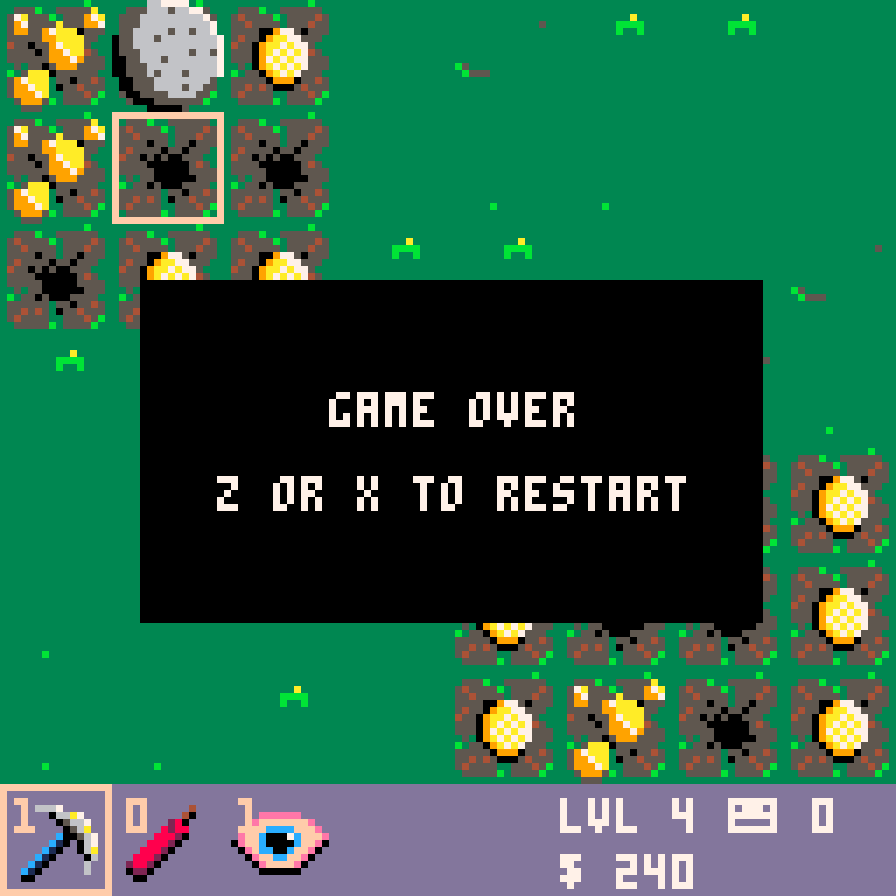 GAME OVER
Z OR X TO RESTART
1 0 1
LVL 4 0
$ 240